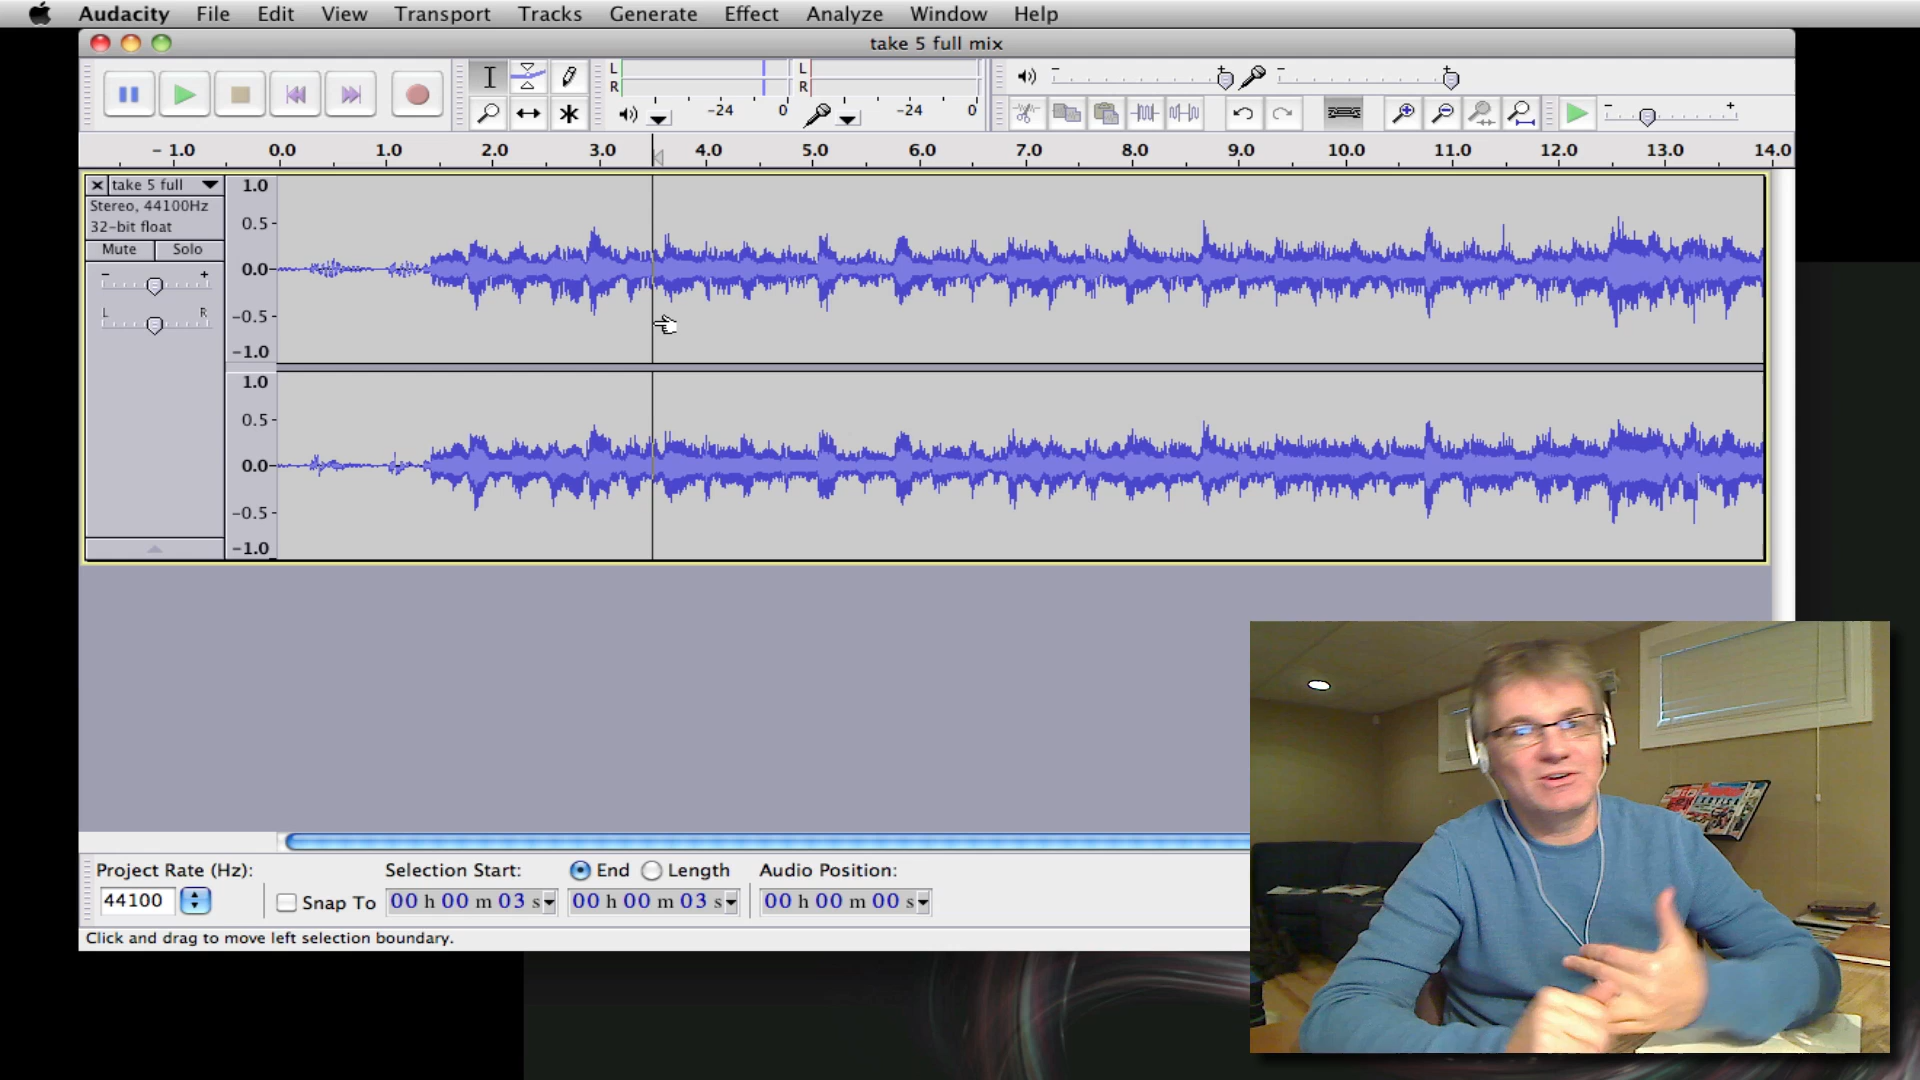 Audacity File Edit View Transport Tracks Generate Effect Analyze Window Help
take 5 full mix
L R -24 0 L R -24 0
- 1.0 0.0 1.0 2.0 3.0 4.0 5.0 6.0 7.0 8.0 9.0 10.0 11.0 12.0 13.0 14.0
take 5 full
Stereo, 44100Hz
32-bit float
Mute Solo
- +
L R
1.0
0.5
0.0
-0.5
-1.0
1.0
0.5
0.0
-0.5
-1.0
Project Rate (Hz): Selection Start: End Length Audio Position:
44100 Snap To 00 h 00 m 03 s 00 h 00 m 03 s 00 h 00 m 00 s
Click and drag to move left selection boundary.